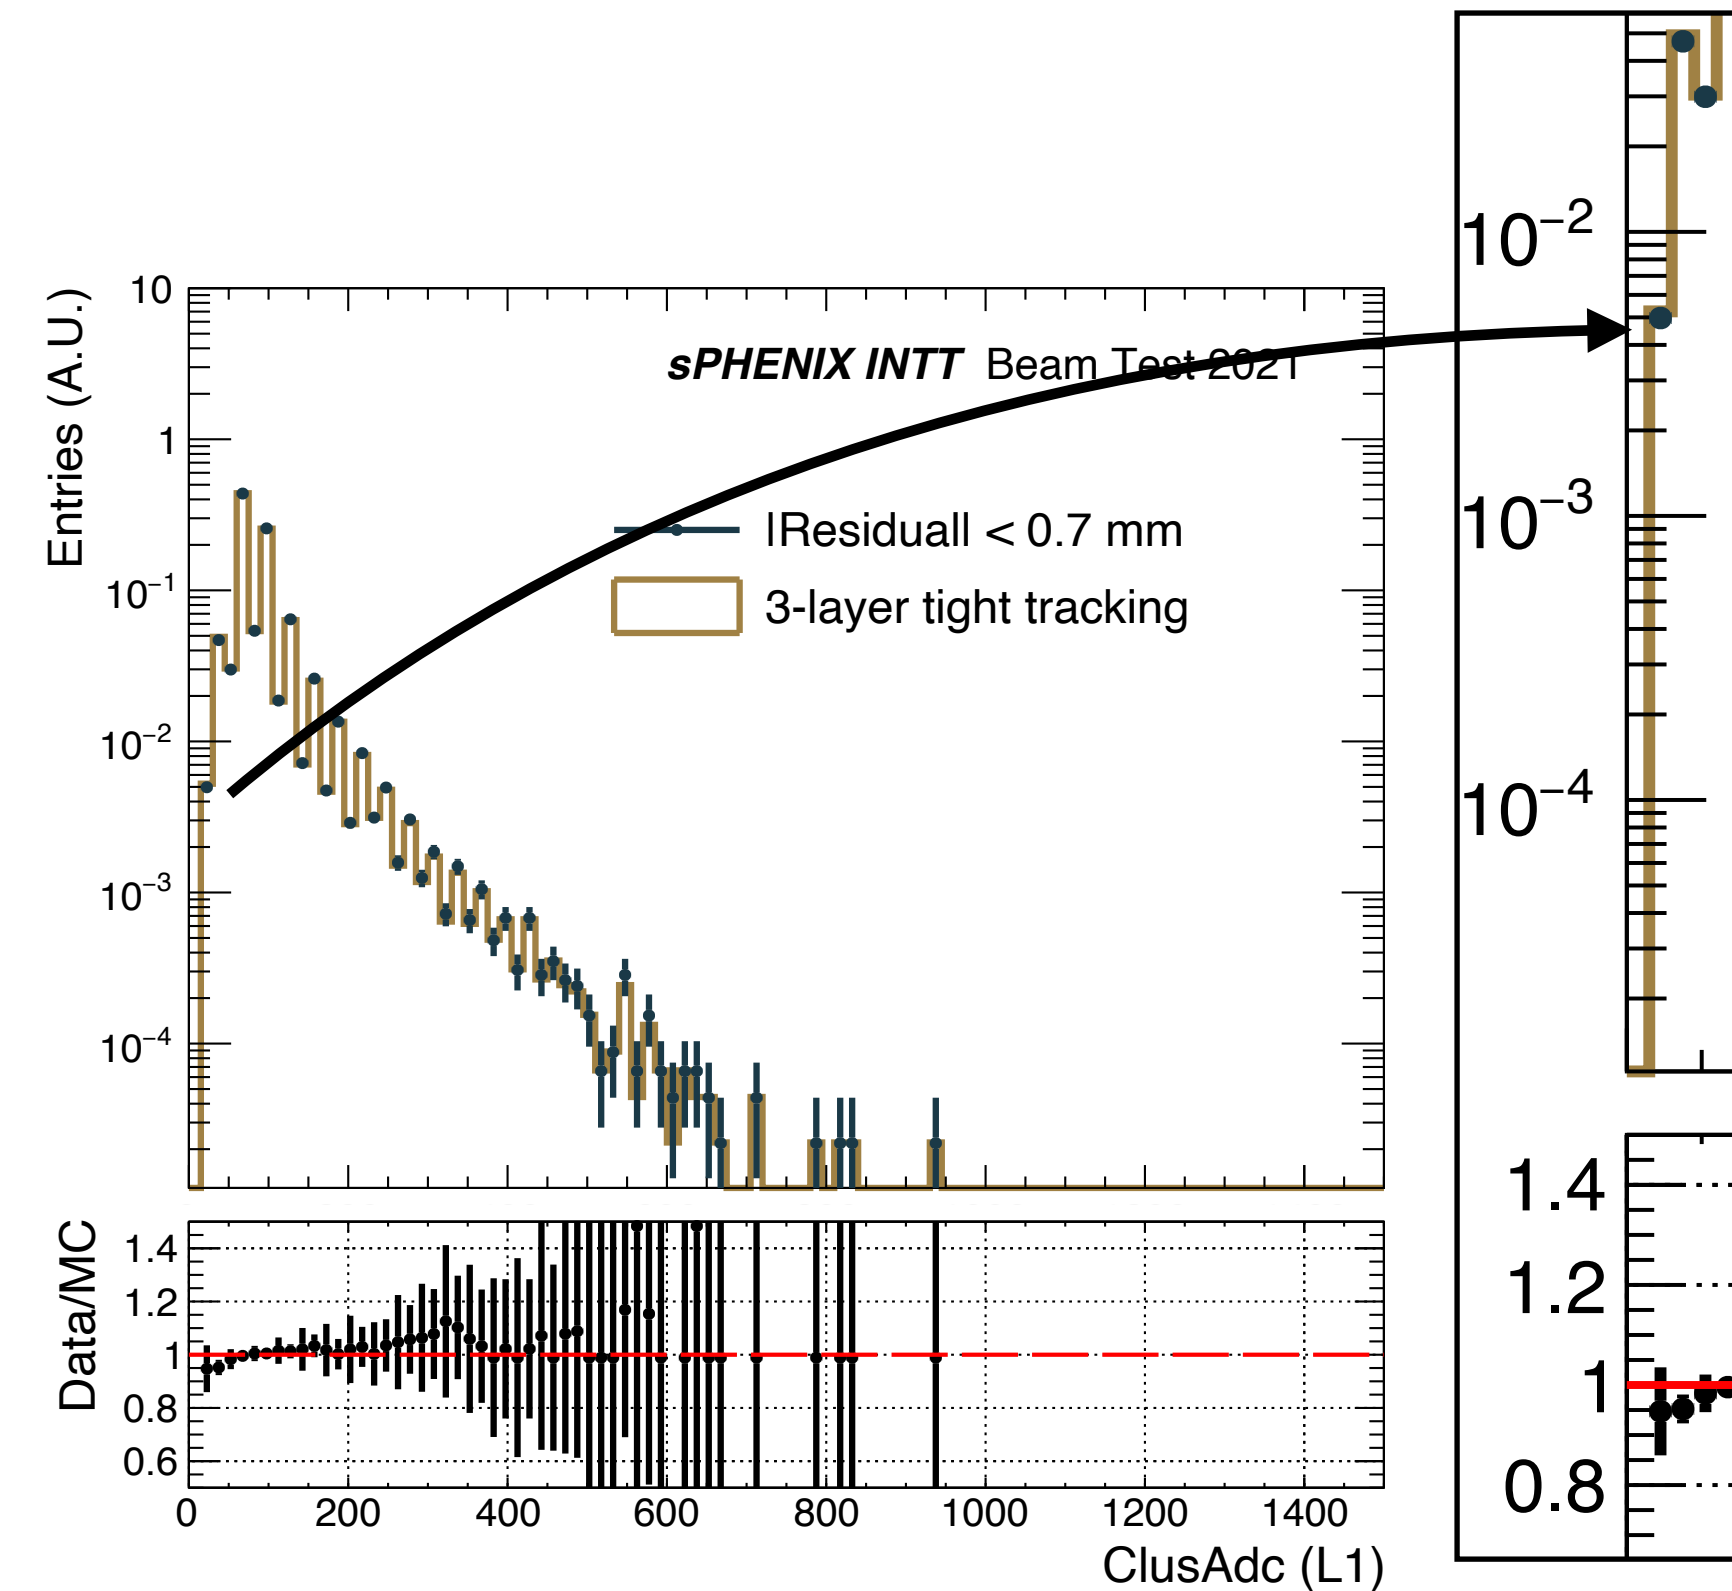 sPHENIX INTT Beam Test 2021
|Residual| < 0.7 mm
3-layer tight tracking
Entries (A.U.)
10
1
10⁻¹
10⁻²
10⁻³
10⁻⁴
Data/MC
1.4
1.2
1
0.8
0.6
0 200 400 600 800 1000 1200 1400
ClusAdc (L1)
10⁻²
10⁻³
10⁻⁴
1.4
1.2
1
0.8